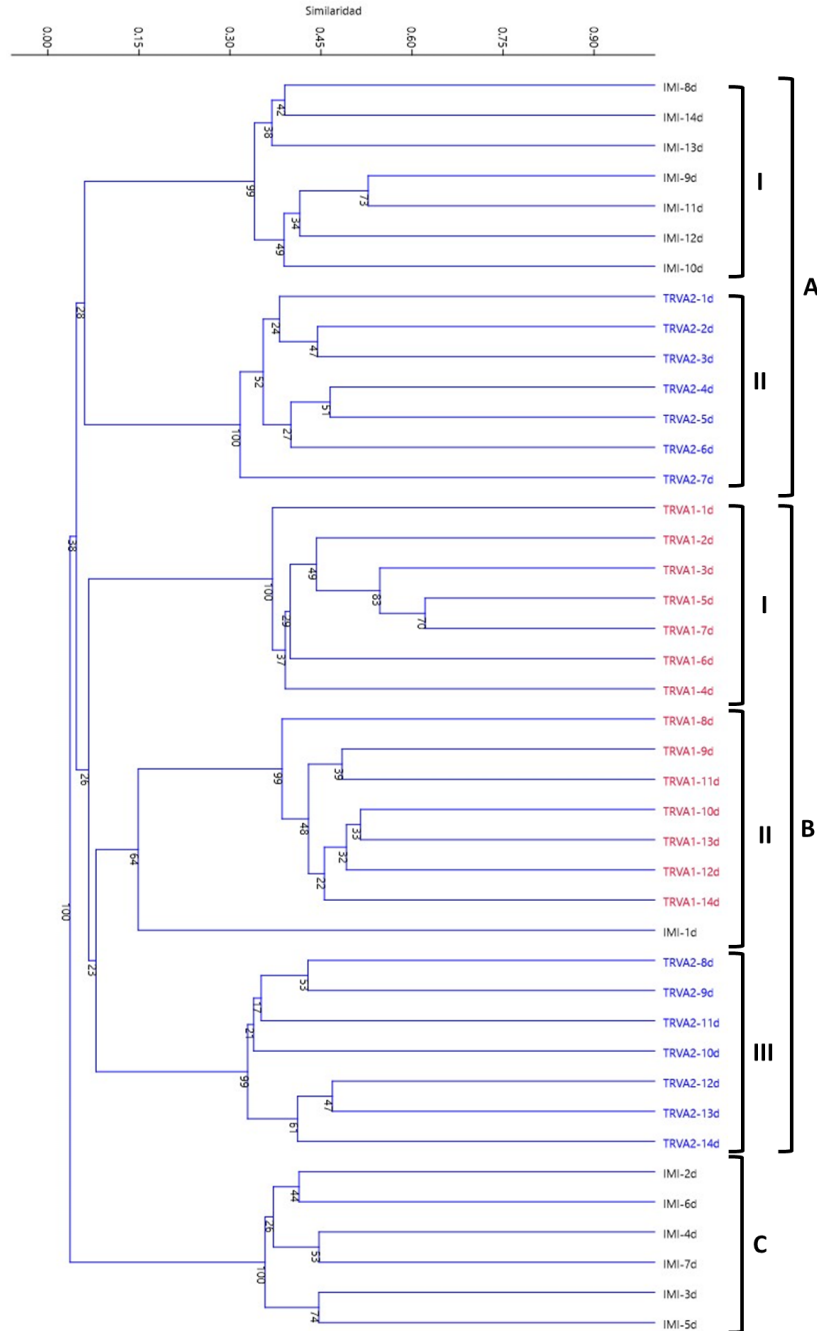 Similaridad
0.00 0.15 0.30 0.45 0.60 0.75 0.90
IMI-8d
42
IMI-14d
38
IMI-13d
I
IMI-9d
99
73
IMI-11d
34
IMI-12d
49
IMI-10d
A
TRVA2-1d
28
24
TRVA2-2d
47
TRVA2-3d
52
II
TRVA2-4d
51
TRVA2-5d
27
100
TRVA2-6d
TRVA2-7d
TRVA1-1d
38
TRVA1-2d
49
TRVA1-3d
100
83
I
TRVA1-5d
29
70
TRVA1-7d
37
TRVA1-6d
TRVA1-4d
TRVA1-8d
TRVA1-9d
26
99
39
TRVA1-11d
TRVA1-10d
48
33
II
B
TRVA1-13d
64
32
TRVA1-12d
22
TRVA1-14d
100
IMI-1d
TRVA2-8d
23
53
TRVA2-9d
17
TRVA2-11d
21
TRVA2-10d
III
99
TRVA2-12d
47
TRVA2-13d
61
TRVA2-14d
IMI-2d
44
IMI-6d
26
IMI-4d
C
53
IMI-7d
100
IMI-3d
74
IMI-5d